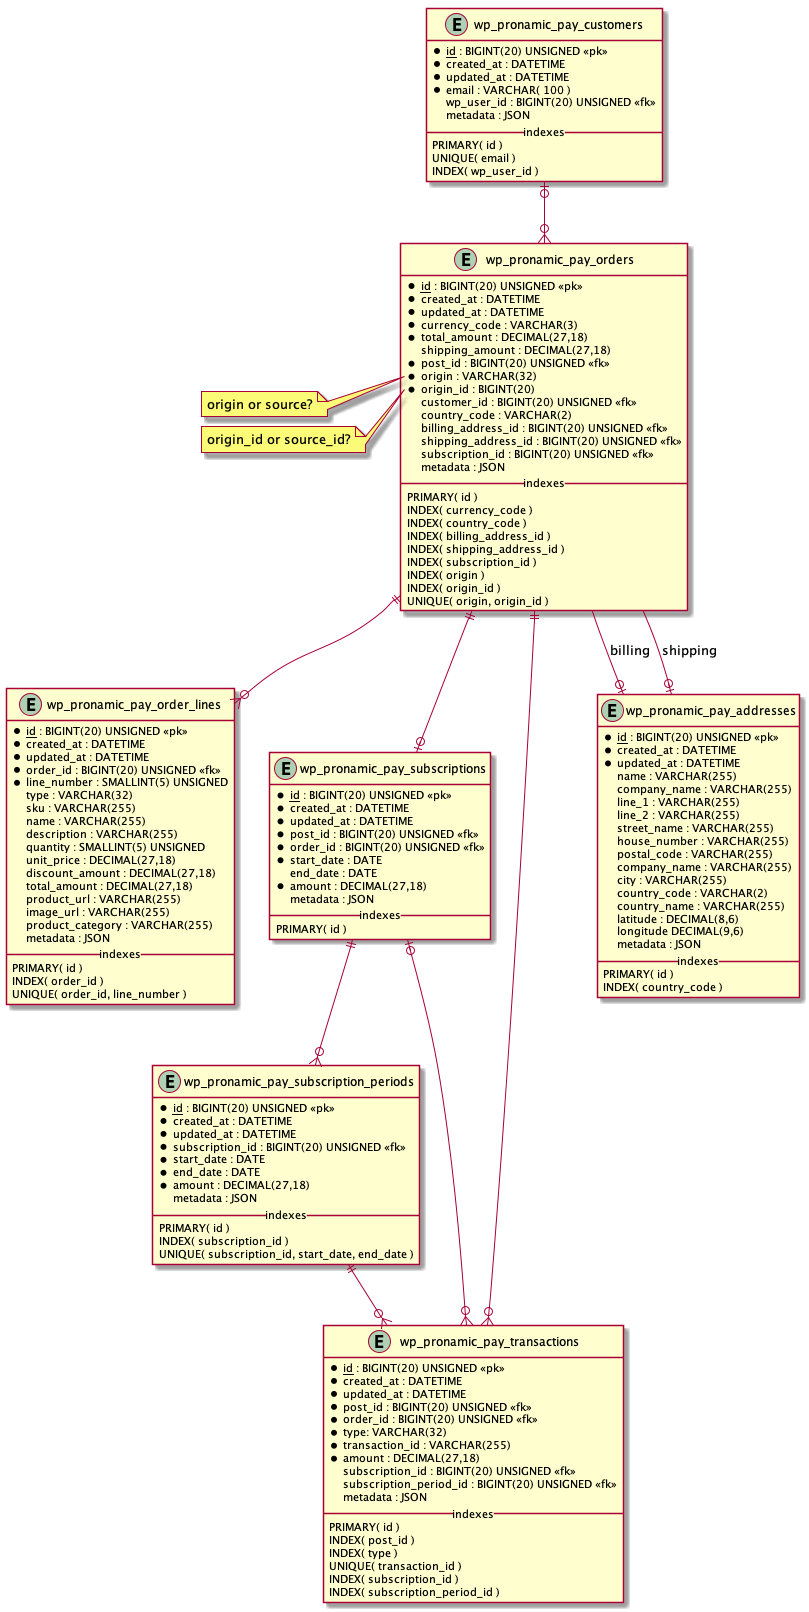 E wp_pronamic_pay_customers
id : BIGINT(20) UNSIGNED «pk»
created_at : DATETIME
updated_at : DATETIME
email : VARCHAR( 100 )
wp_user_id : BIGINT(20) UNSIGNED «fk»
metadata : JSON
indexes
PRIMARY( id )
UNIQUE( email )
INDEX( wp_user_id )
E wp_pronamic_pay_orders
id : BIGINT(20) UNSIGNED «pk»
created_at : DATETIME
updated_at : DATETIME
currency_code : VARCHAR(3)
total_amount : DECIMAL(27,18)
shipping_amount : DECIMAL(27,18)
post_id : BIGINT(20) UNSIGNED «fk»
origin : VARCHAR(32)
origin_id : BIGINT(20)
customer_id : BIGINT(20) UNSIGNED «fk»
country_code : VARCHAR(2)
billing_address_id : BIGINT(20) UNSIGNED «fk»
shipping_address_id : BIGINT(20) UNSIGNED «fk»
subscription_id : BIGINT(20) UNSIGNED «fk»
metadata : JSON
indexes
PRIMARY( id )
INDEX( currency_code )
INDEX( country_code )
INDEX( billing_address_id )
INDEX( shipping_address_id )
INDEX( subscription_id )
INDEX( origin )
INDEX( origin_id )
UNIQUE( origin, origin_id )
origin or source?
origin_id or source_id?
billing
shipping
E wp_pronamic_pay_order_lines
id : BIGINT(20) UNSIGNED «pk»
created_at : DATETIME
updated_at : DATETIME
order_id : BIGINT(20) UNSIGNED «fk»
line_number : SMALLINT(5) UNSIGNED
type : VARCHAR(32)
sku : VARCHAR(255)
name : VARCHAR(255)
description : VARCHAR(255)
quantity : SMALLINT(5) UNSIGNED
unit_price : DECIMAL(27,18)
discount_amount : DECIMAL(27,18)
total_amount : DECIMAL(27,18)
product_url : VARCHAR(255)
image_url : VARCHAR(255)
product_category : VARCHAR(255)
metadata : JSON
indexes
PRIMARY( id )
INDEX( order_id )
UNIQUE( order_id, line_number )
E wp_pronamic_pay_subscriptions
id : BIGINT(20) UNSIGNED «pk»
created_at : DATETIME
updated_at : DATETIME
post_id : BIGINT(20) UNSIGNED «fk»
order_id : BIGINT(20) UNSIGNED «fk»
start_date : DATE
end_date : DATE
amount : DECIMAL(27,18)
metadata : JSON
indexes
PRIMARY( id )
E wp_pronamic_pay_addresses
id : BIGINT(20) UNSIGNED «pk»
created_at : DATETIME
updated_at : DATETIME
name : VARCHAR(255)
company_name : VARCHAR(255)
line_1 : VARCHAR(255)
line_2 : VARCHAR(255)
street_name : VARCHAR(255)
house_number : VARCHAR(255)
postal_code : VARCHAR(255)
company_name : VARCHAR(255)
city : VARCHAR(255)
country_code : VARCHAR(2)
country_name : VARCHAR(255)
latitude : DECIMAL(8,6)
longitude DECIMAL(9,6)
metadata : JSON
indexes
PRIMARY( id )
INDEX( country_code )
E wp_pronamic_pay_subscription_periods
id : BIGINT(20) UNSIGNED «pk»
created_at : DATETIME
updated_at : DATETIME
subscription_id : BIGINT(20) UNSIGNED «fk»
start_date : DATE
end_date : DATE
amount : DECIMAL(27,18)
metadata : JSON
indexes
PRIMARY( id )
INDEX( subscription_id )
UNIQUE( subscription_id, start_date, end_date )
E wp_pronamic_pay_transactions
id : BIGINT(20) UNSIGNED «pk»
created_at : DATETIME
updated_at : DATETIME
post_id : BIGINT(20) UNSIGNED «fk»
order_id : BIGINT(20) UNSIGNED «fk»
type: VARCHAR(32)
transaction_id : VARCHAR(255)
amount : DECIMAL(27,18)
subscription_id : BIGINT(20) UNSIGNED «fk»
subscription_period_id : BIGINT(20) UNSIGNED «fk»
metadata : JSON
indexes
PRIMARY( id )
INDEX( post_id )
INDEX( type )
UNIQUE( transaction_id )
INDEX( subscription_id )
INDEX( subscription_period_id )